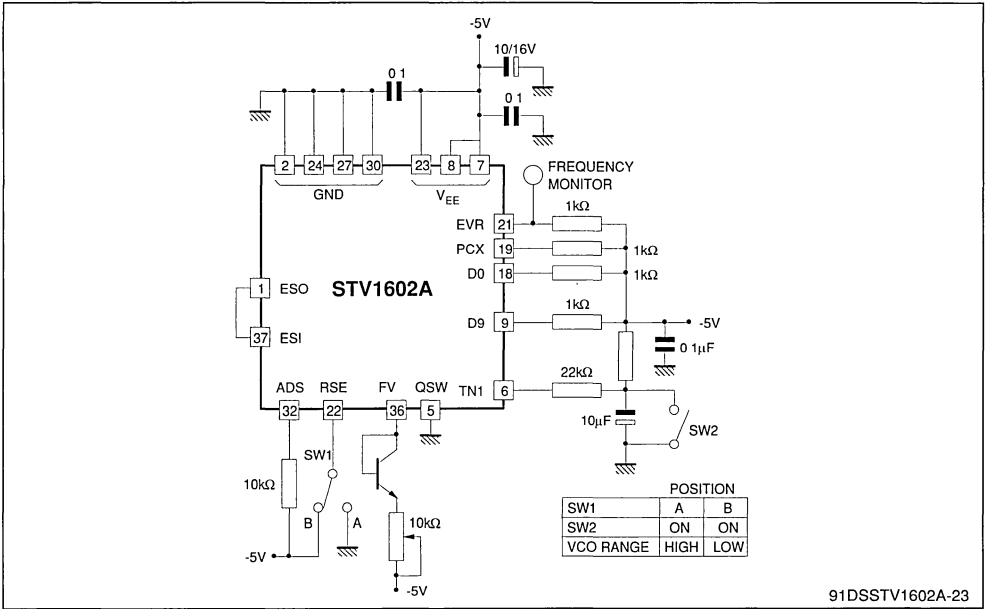 -5V
10/16V
0 1
0 1
2 24 27 30 23 8 7
GND VEE
FREQUENCY
MONITOR
EVR 21 1kΩ
PCX 19 1kΩ
D0 18 1kΩ
1 ESO
STV1602A
37 ESI
D9 9 1kΩ
-5V
0 1µF
TN1 6 22kΩ
10µF
SW2
ADS RSE FV QSW
32 22 36 5
SW1
10kΩ
B A
10kΩ
-5V
-5V
POSITION
SW1 A B
SW2 ON ON
VCO RANGE HIGH LOW
91DSSTV1602A-23